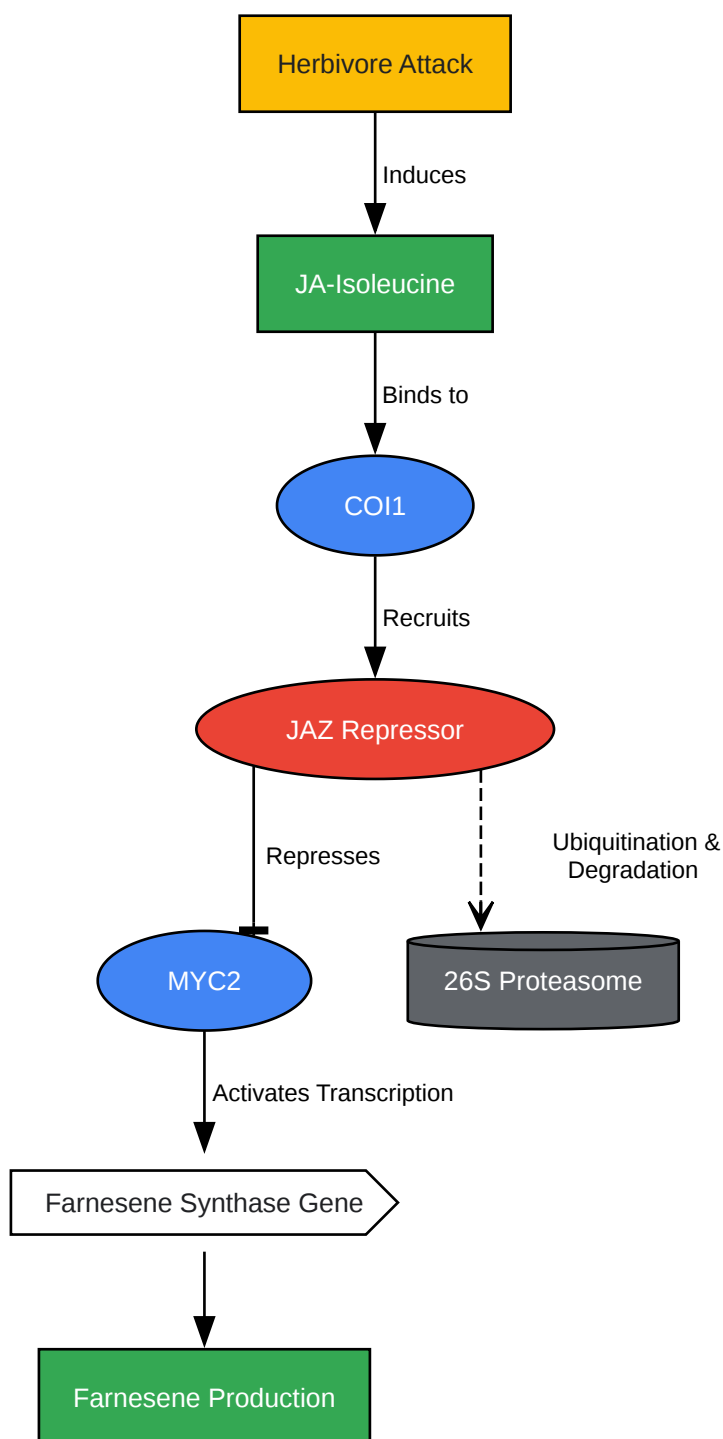 Herbivore Attack
Induces
JA-Isoleucine
Binds to
COI1
Recruits
JAZ Repressor
Represses
Ubiquitination &
Degradation
MYC2
26S Proteasome
Activates Transcription
Farnesene Synthase Gene
Farnesene Production